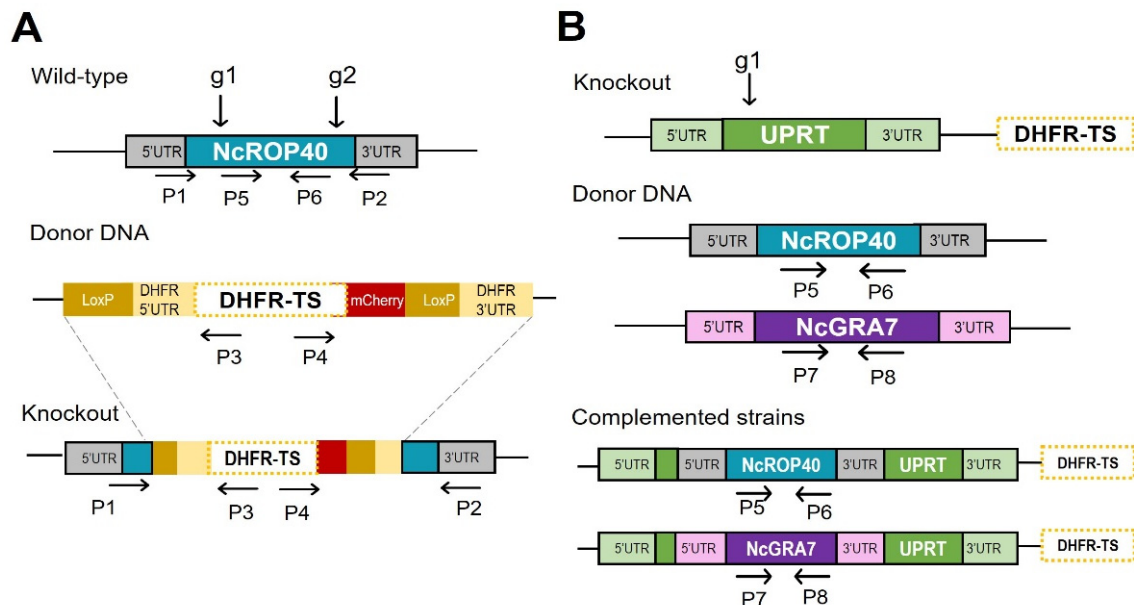 A
Wild-type
g1
g2
5'UTR
NcROP40
3'UTR
P1
P5
P6
P2
Donor DNA
LoxP
DHFR
5'UTR
DHFR-TS
mCherry
LoxP
DHFR
3'UTR
P3
P4
Knockout
5'UTR
DHFR-TS
3'UTR
P1
P3
P4
P2
B
g1
Knockout
5'UTR
UPRT
3'UTR
DHFR-TS
Donor DNA
5'UTR
NcROP40
3'UTR
P5
P6
5'UTR
NcGRA7
3'UTR
P7
P8
Complemented strains
5'UTR
5'UTR
NcROP40
3'UTR
UPRT
3'UTR
DHFR-TS
P5
P6
5'UTR
5'UTR
NcGRA7
3'UTR
UPRT
3'UTR
DHFR-TS
P7
P8